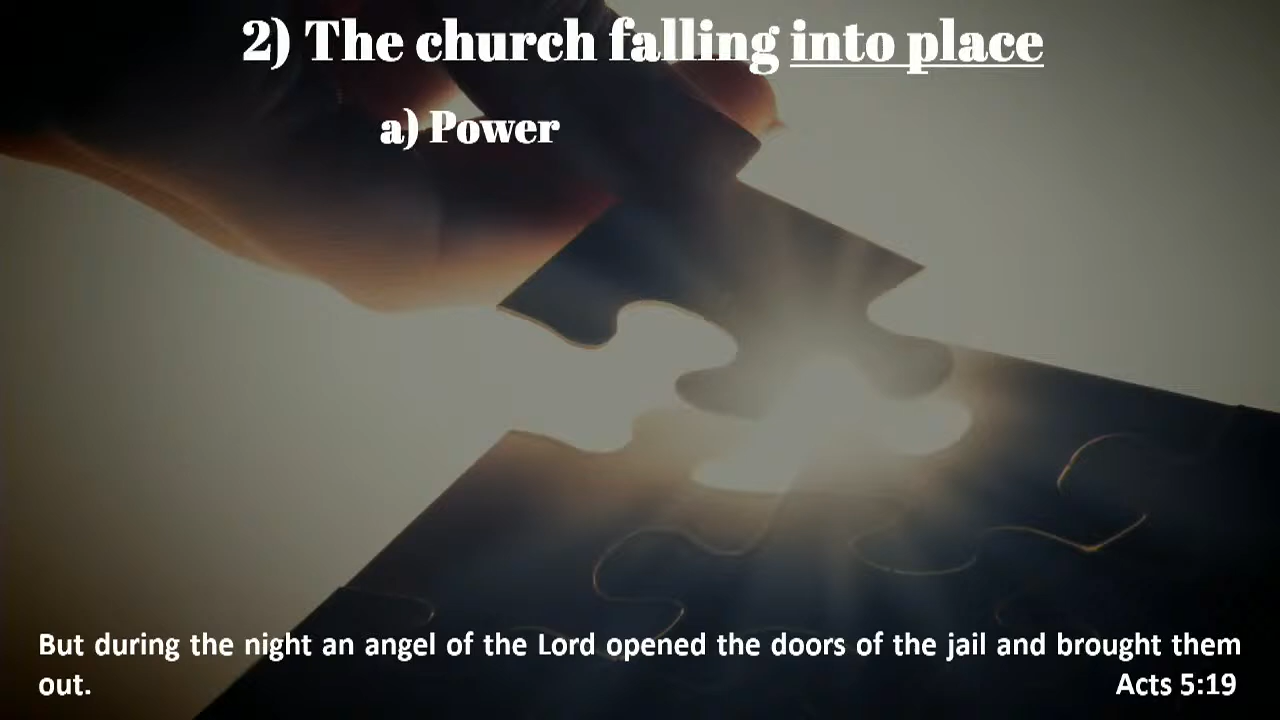 2) The church falling into place
a) Power
But during the night an angel of the Lord opened the doors of the jail and brought them
out. Acts 5:19